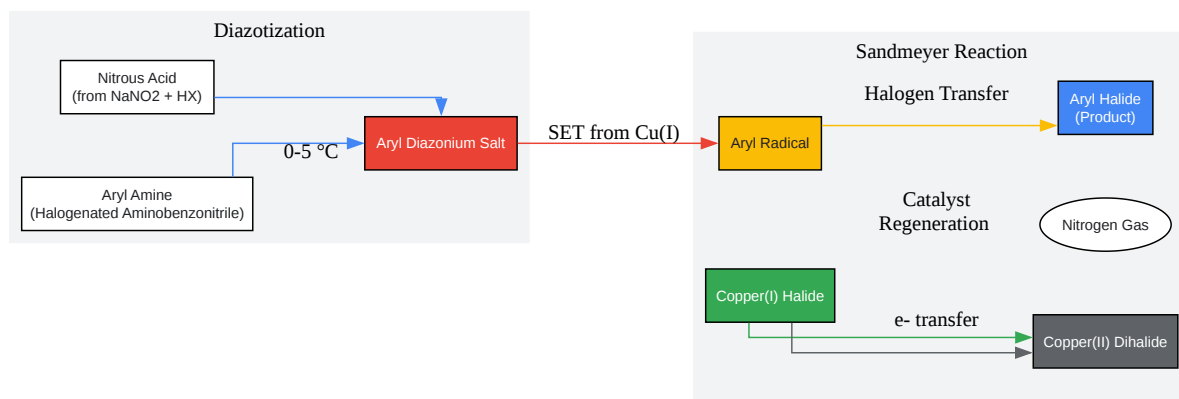 Diazotization
Nitrous Acid
(from NaNO2 + HX)
Aryl Diazonium Salt
0-5 °C
Aryl Amine
(Halogenated Aminobenzonitrile)
SET from Cu(I)
Sandmeyer Reaction
Halogen Transfer
Aryl Halide
(Product)
Aryl Radical
Catalyst
Regeneration
Nitrogen Gas
Copper(I) Halide
e- transfer
Copper(II) Dihalide